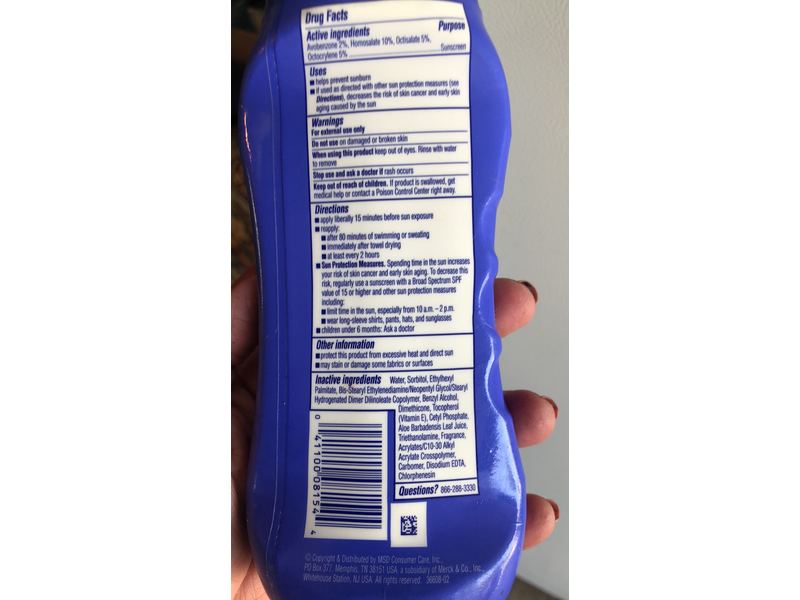 Drug Facts
Active ingredients Purpose
Avobenzone 2%, Homosalate 10%, Octisalate 5%,
Octocrylene 5% Sunscreen
Uses
■ helps prevent sunburn
■ if used as directed with other sun protection measures (see
Directions), decreases the risk of skin cancer and early skin
aging caused by the sun
Warnings
For external use only
Do not use on damaged or broken skin
When using this product keep out of eyes. Rinse with water
to remove
Stop use and ask a doctor if rash occurs
Keep out of reach of children. If product is swallowed, get
medical help or contact a Poison Control Center right away.
Directions
■ apply liberally 15 minutes before sun exposure
■ reapply:
■ after 80 minutes of swimming or sweating
■ immediately after towel drying
■ at least every 2 hours
■ Sun Protection Measures. Spending time in the sun increases
your risk of skin cancer and early skin aging. To decrease this
risk, regularly use a sunscreen with a Broad Spectrum SPF
value of 15 or higher and other sun protection measures
including:
■ limit time in the sun, especially from 10 a.m. – 2 p.m.
■ wear long-sleeve shirts, pants, hats, and sunglasses
■ children under 6 months: Ask a doctor
Other information
■ protect this product from excessive heat and direct sun
■ may stain or damage some fabrics or surfaces
Inactive ingredients Water, Sorbitol, Ethylhexyl
Palmitate, Bis-Stearyl Ethylenediamine/Neopentyl Glycol/Stearyl
Hydrogenated Dimer Dilinoleate Copolymer, Benzyl Alcohol,
Dimethicone, Tocopherol
(Vitamin E), Cetyl Phosphate,
Aloe Barbadensis Leaf Juice,
Triethanolamine, Fragrance,
Acrylates/C10-30 Alkyl
Acrylate Crosspolymer,
Carbomer, Disodium EDTA,
Chlorphenesin
Questions? 866-288-3330
0 41100 08154 4
© Copyright & Distributed by MSD Consumer Care, Inc.,
PO Box 377, Memphis, TN 38151 USA, a subsidiary of Merck & Co., Inc.,
Whitehouse Station, NJ USA. All rights reserved. 36608-02